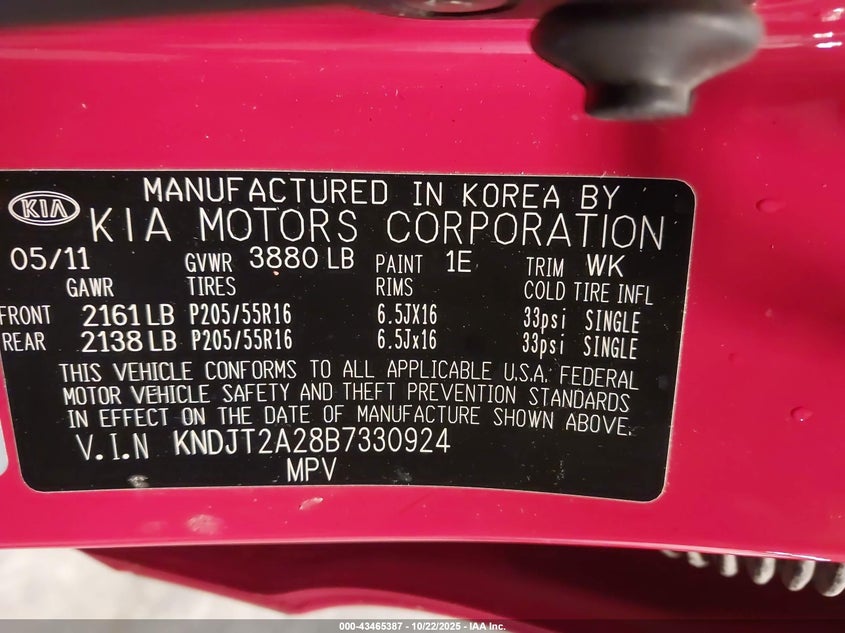 MANUFACTURED IN KOREA BY
KIA KIA MOTORS CORPORATION
05/11 GVWR 3880 LB PAINT 1E TRIM WK
GAWR TIRES RIMS COLD TIRE INFL
FRONT 2161 LB P205/55R16 6.5JX16 33psi SINGLE
REAR 2138 LB P205/55R16 6.5Jx16 33psi SINGLE
THIS VEHICLE CONFORMS TO ALL APPLICABLE U.S.A. FEDERAL
MOTOR VEHICLE SAFETY AND THEFT PREVENTION STANDARDS
IN EFFECT ON THE DATE OF MANUFACTURE SHOWN ABOVE.
V.I.N KNDJT2A28B7330924
MPV
000-43465387 - 10/22/2025 - IAA Inc.